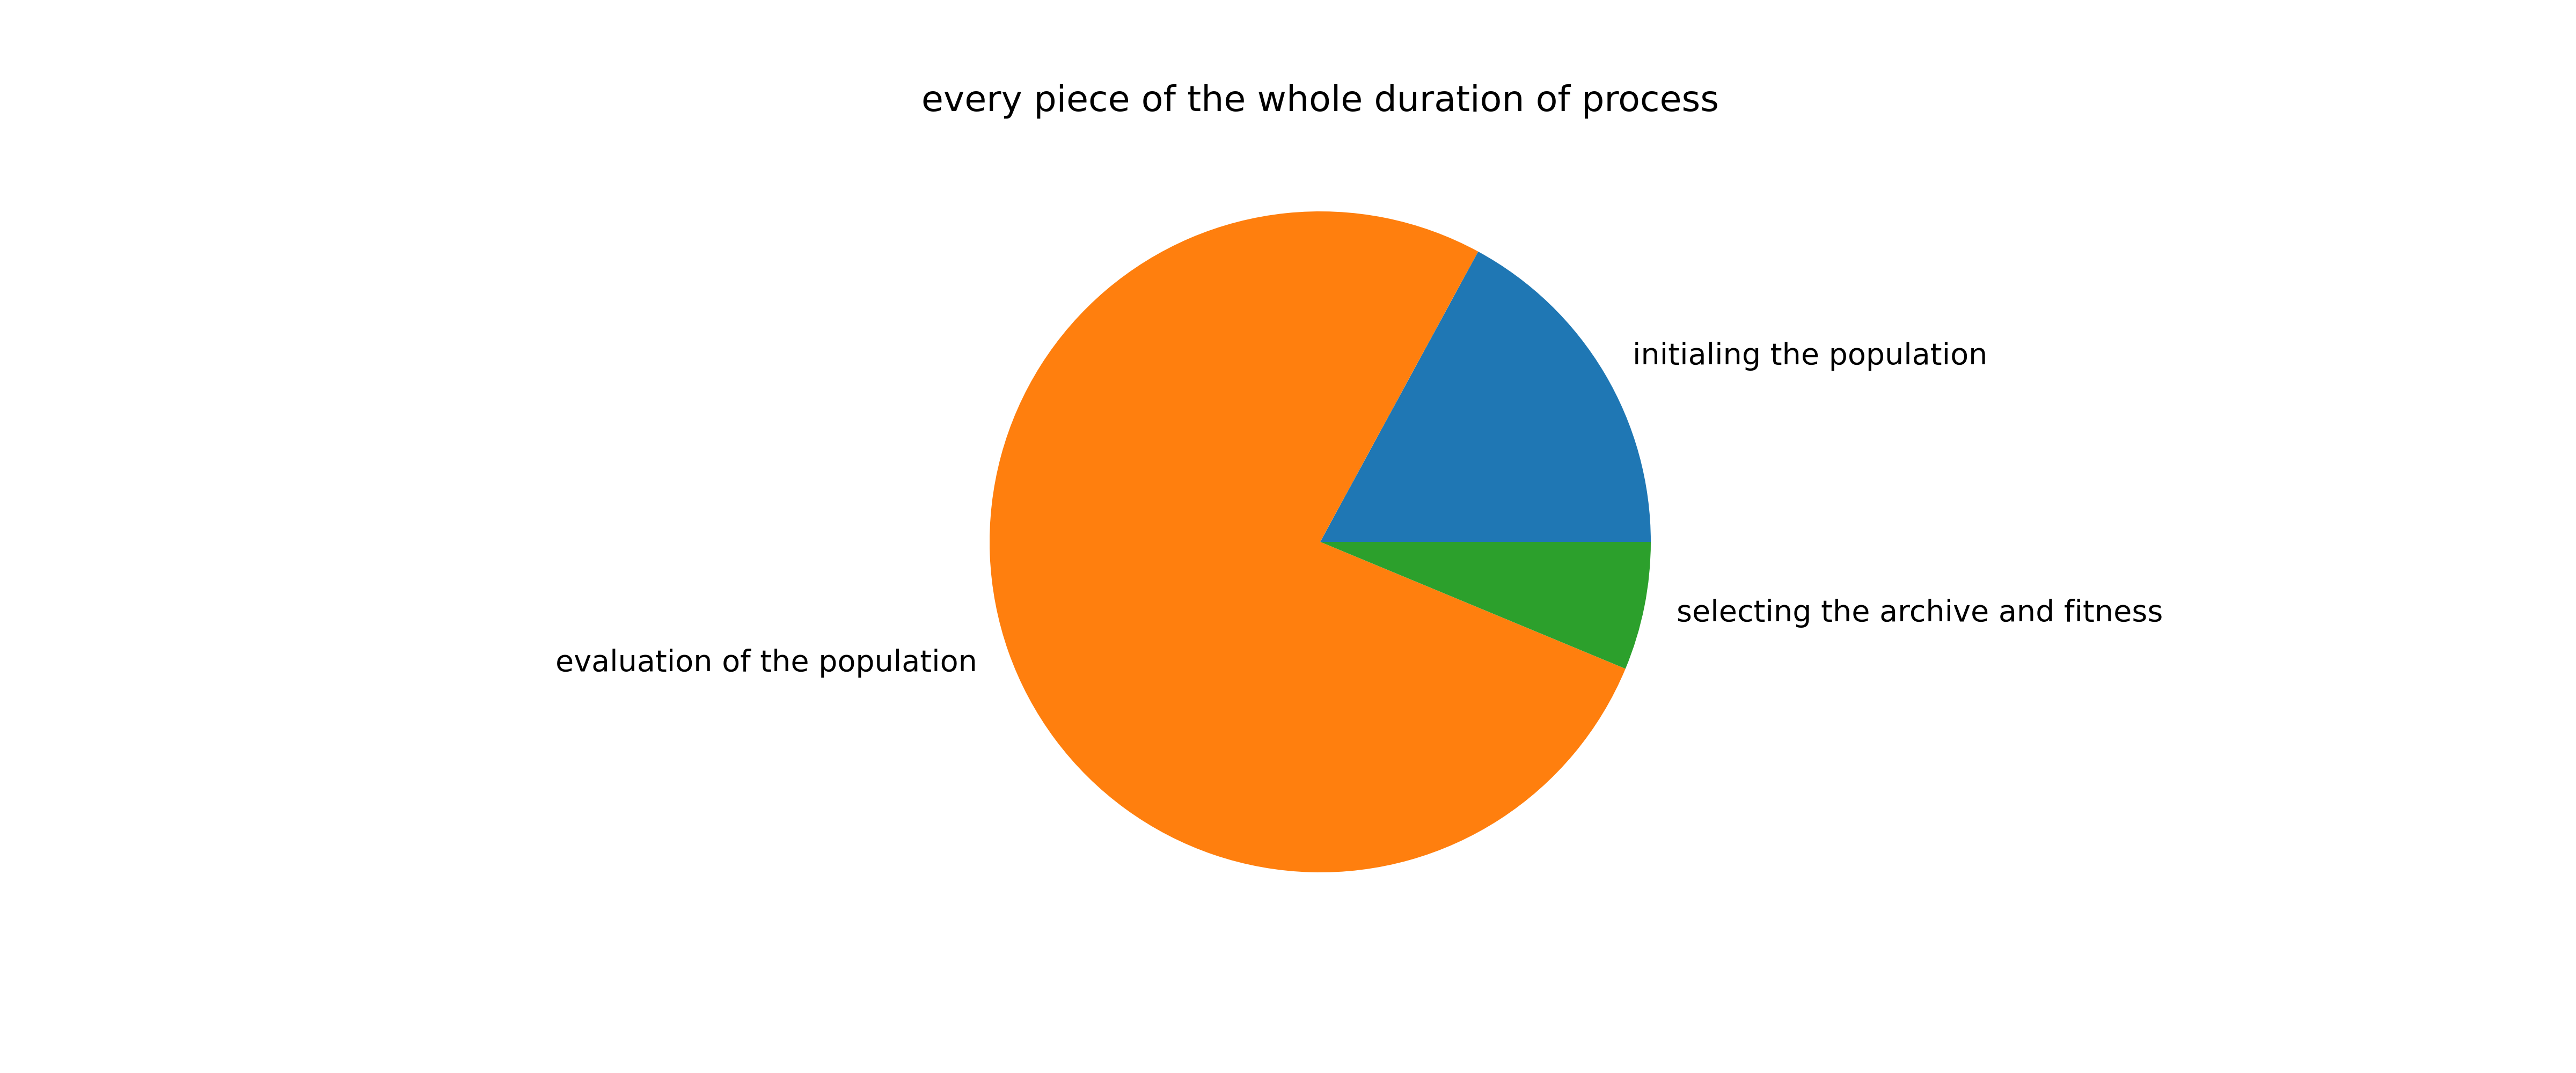 every piece of the whole duration of process
initialing the population
selecting the archive and fitness
evaluation of the population